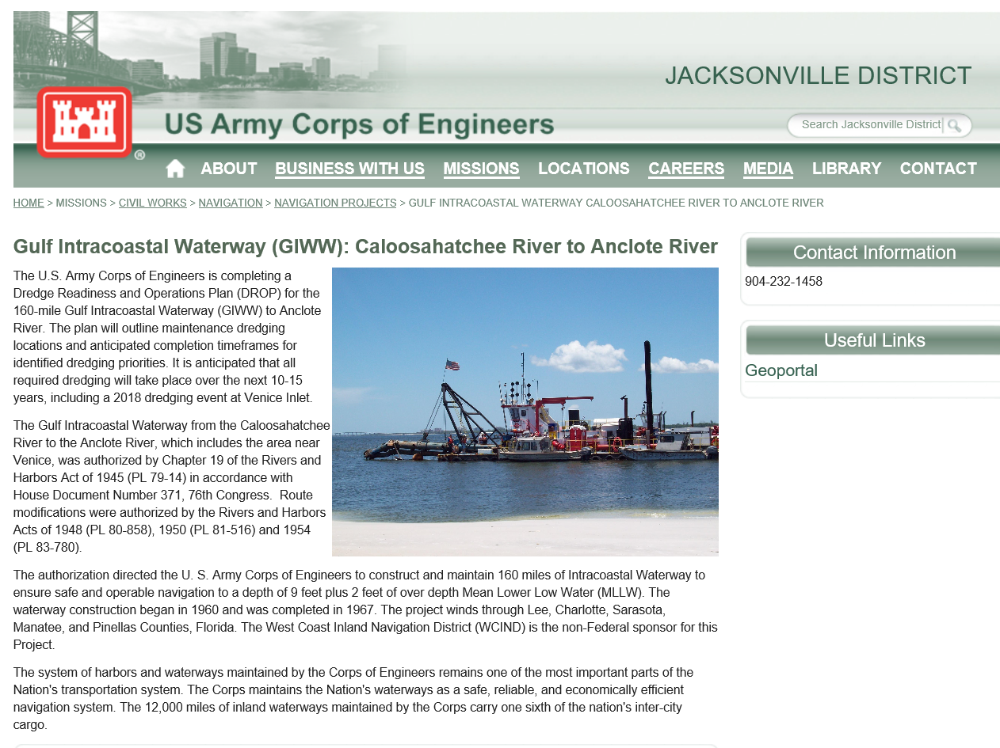 JACKSONVILLE DISTRICT
US Army Corps of Engineers
Search Jacksonville District
®
ABOUT BUSINESS WITH US MISSIONS LOCATIONS CAREERS MEDIA LIBRARY CONTACT
HOME > MISSIONS > CIVIL WORKS > NAVIGATION > NAVIGATION PROJECTS > GULF INTRACOASTAL WATERWAY CALOOSAHATCHEE RIVER TO ANCLOTE RIVER
Gulf Intracoastal Waterway (GIWW): Caloosahatchee River to Anclote River
The U.S. Army Corps of Engineers is completing a
Dredge Readiness and Operations Plan (DROP) for the
160-mile Gulf Intracoastal Waterway (GIWW) to Anclote
River. The plan will outline maintenance dredging
locations and anticipated completion timeframes for
identified dredging priorities. It is anticipated that all
required dredging will take place over the next 10-15
years, including a 2018 dredging event at Venice Inlet.
The Gulf Intracoastal Waterway from the Caloosahatchee
River to the Anclote River, which includes the area near
Venice, was authorized by Chapter 19 of the Rivers and
Harbors Act of 1945 (PL 79-14) in accordance with
House Document Number 371, 76th Congress.  Route
modifications were authorized by the Rivers and Harbors
Acts of 1948 (PL 80-858), 1950 (PL 81-516) and 1954
(PL 83-780).
The authorization directed the U. S. Army Corps of Engineers to construct and maintain 160 miles of Intracoastal Waterway to
ensure safe and operable navigation to a depth of 9 feet plus 2 feet of over depth Mean Lower Low Water (MLLW). The
waterway construction began in 1960 and was completed in 1967. The project winds through Lee, Charlotte, Sarasota,
Manatee, and Pinellas Counties, Florida. The West Coast Inland Navigation District (WCIND) is the non-Federal sponsor for this
Project.
The system of harbors and waterways maintained by the Corps of Engineers remains one of the most important parts of the
Nation's transportation system. The Corps maintains the Nation's waterways as a safe, reliable, and economically efficient
navigation system. The 12,000 miles of inland waterways maintained by the Corps carry one sixth of the nation's inter-city
cargo.
Contact Information
904-232-1458
Useful Links
Geoportal